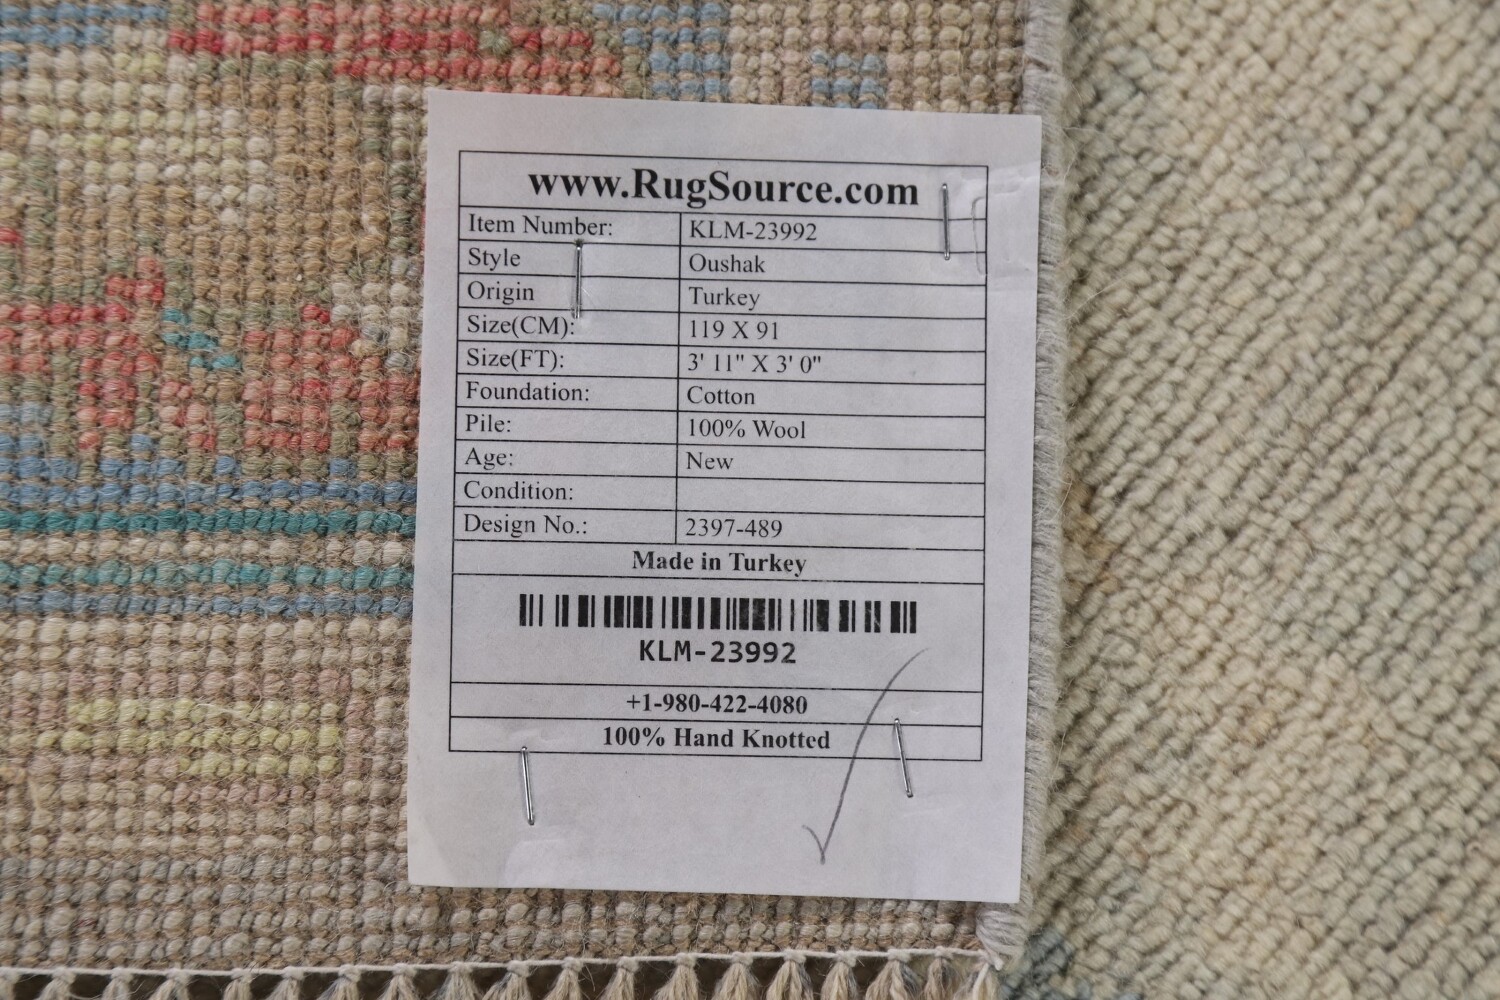 www.RugSource.com
Item Number: KLM-23992
Style Oushak
Origin Turkey
Size(CM): 119 X 91
Size(FT): 3' 11" X 3' 0"
Foundation: Cotton
Pile: 100% Wool
Age: New
Condition:
Design No.: 2397-489
Made in Turkey
KLM-23992
+1-980-422-4080
100% Hand Knotted